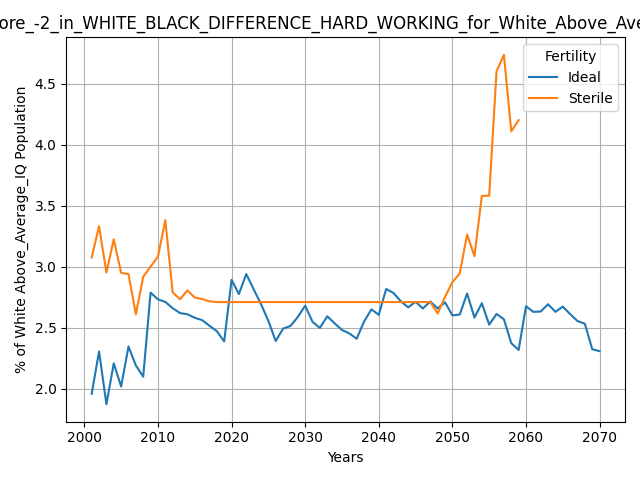 ore_-2_in_WHITE_BLACK_DIFFERENCE_HARD_WORKING_for_White_Above_Ave
Fertility
Ideal
Sterile
% of White Above_Average_IQ Population
4.5
4.0
3.5
3.0
2.5
2.0
2000 2010 2020 2030 2040 2050 2060 2070
Years